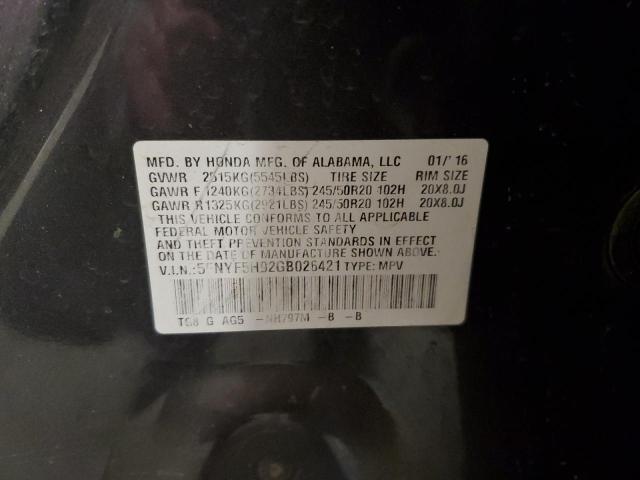 MFD. BY HONDA MFG. OF ALABAMA, LLC 01/'16
GVWR 2515KG(5545LBS) TIRE SIZE RIM SIZE
GAWR F 1240KG(2734LBS) 245/50R20 102H 20X8.0J
GAWR R 1325KG(2921LBS) 245/50R20 102H 20X8.0J
THIS VEHICLE CONFORMS TO ALL APPLICABLE
FEDERAL MOTOR VEHICLE SAFETY
AND THEFT PREVENTION STANDARDS IN EFFECT
ON THE DATE OF MANUFACTURE SHOWN ABOVE.
V.I.N.: 5FNYF5H92GB026421 TYPE: MPV
TG8 G AG5 -NH797M -B -B